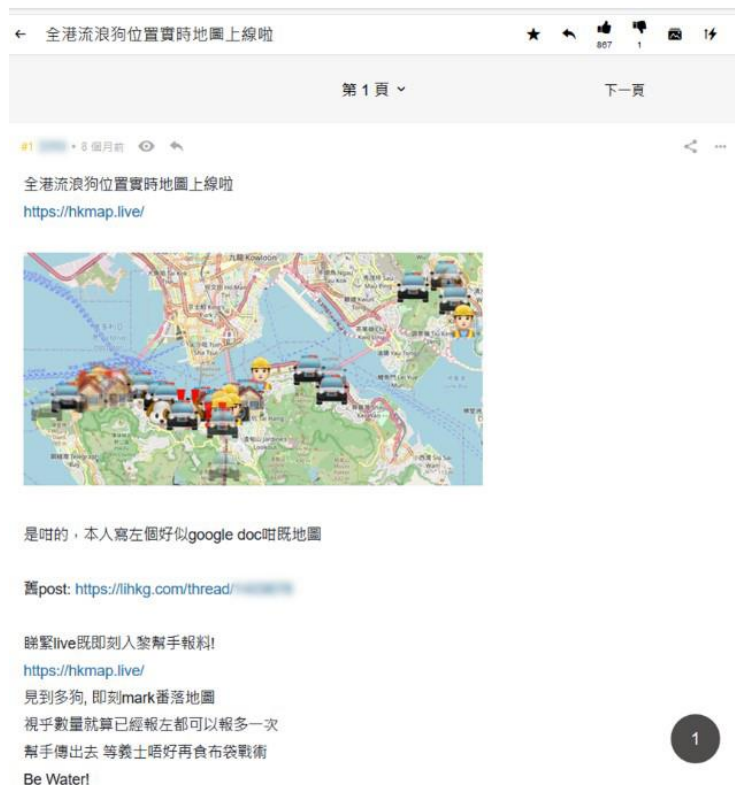 全港流浪狗位置實時地圖上線啦
867
1
第 1 頁
下一頁
#1 • 8 個月前
全港流浪狗位置實時地圖上線啦
https://hkmap.live/
九龍 Kowloon
是咁的，本人寫左個好似google doc咁既地圖
舊post: https://lihkg.com/thread/
睇緊live既即刻入黎幫手報料!
https://hkmap.live/
見到多狗, 即刻mark番落地圖
視乎數量就算已經報左都可以報多一次
幫手傳出去 等義士唔好再食布袋戰術
Be Water!
1